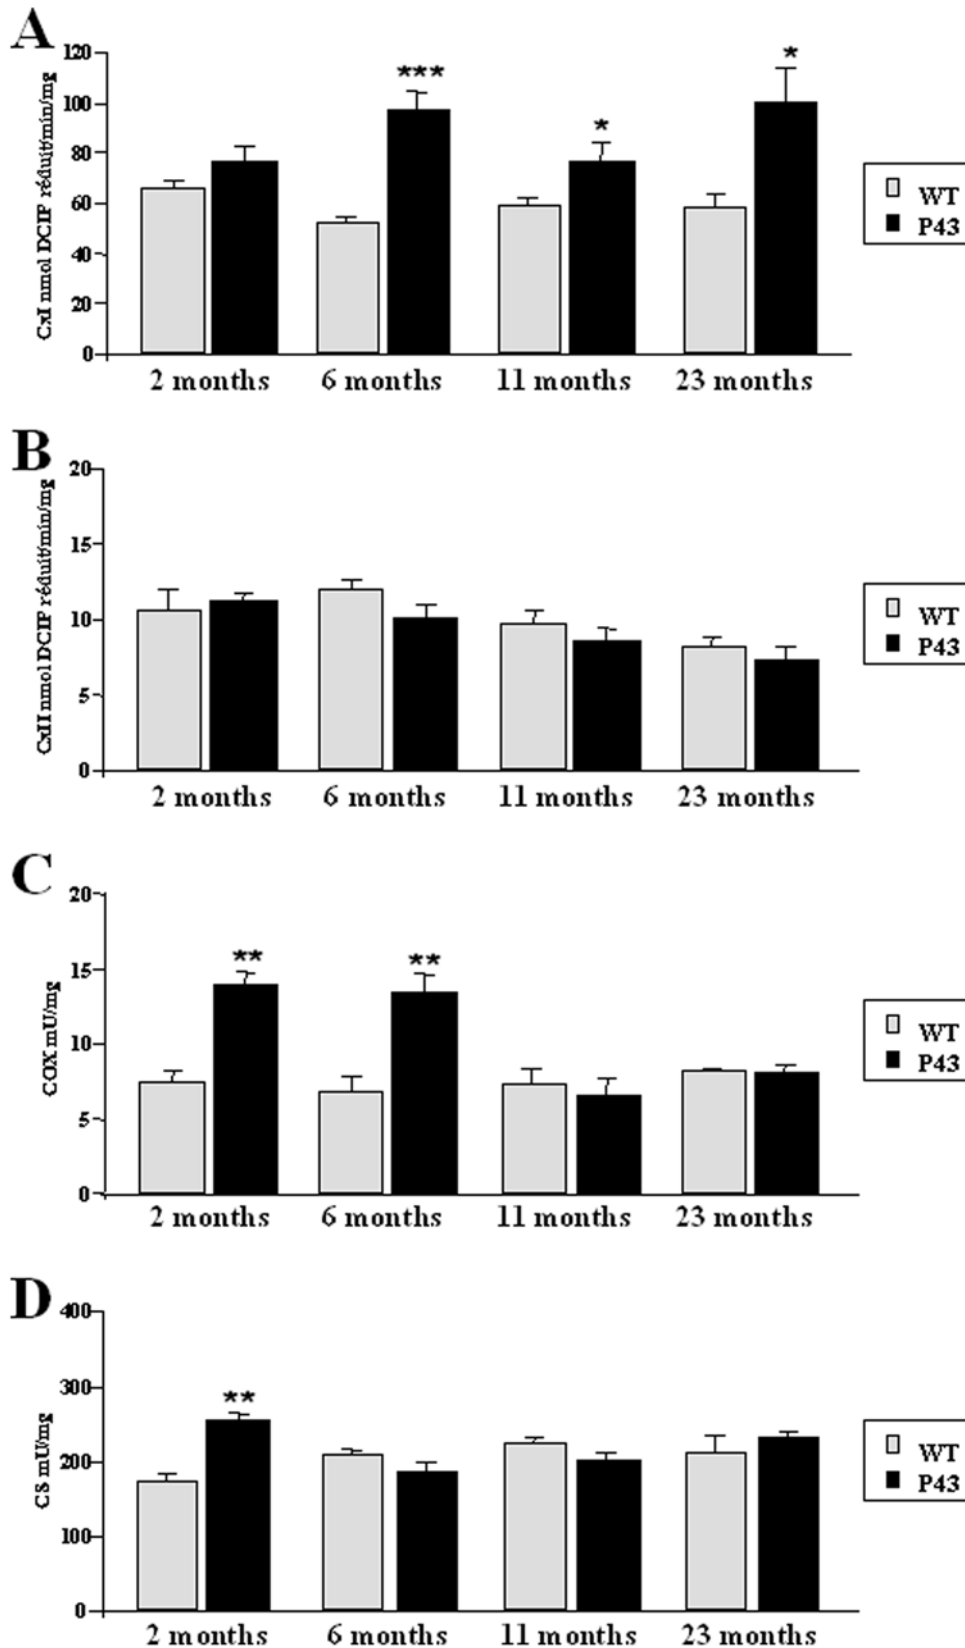 A
CxI nmol DCIP réduit/min/mg
120
100
80
60
40
20
0
***
*
*
WT
P43
2 months 6 months 11 months 23 months
B
CxII nmol DCIP réduit/min/mg
20
15
10
5
0
WT
P43
2 months 6 months 11 months 23 months
C
COX mU/mg
20
15
10
5
0
**
**
WT
P43
2 months 6 months 11 months 23 months
D
CS mU/mg
400
300
200
100
0
**
WT
P43
2 months 6 months 11 months 23 months